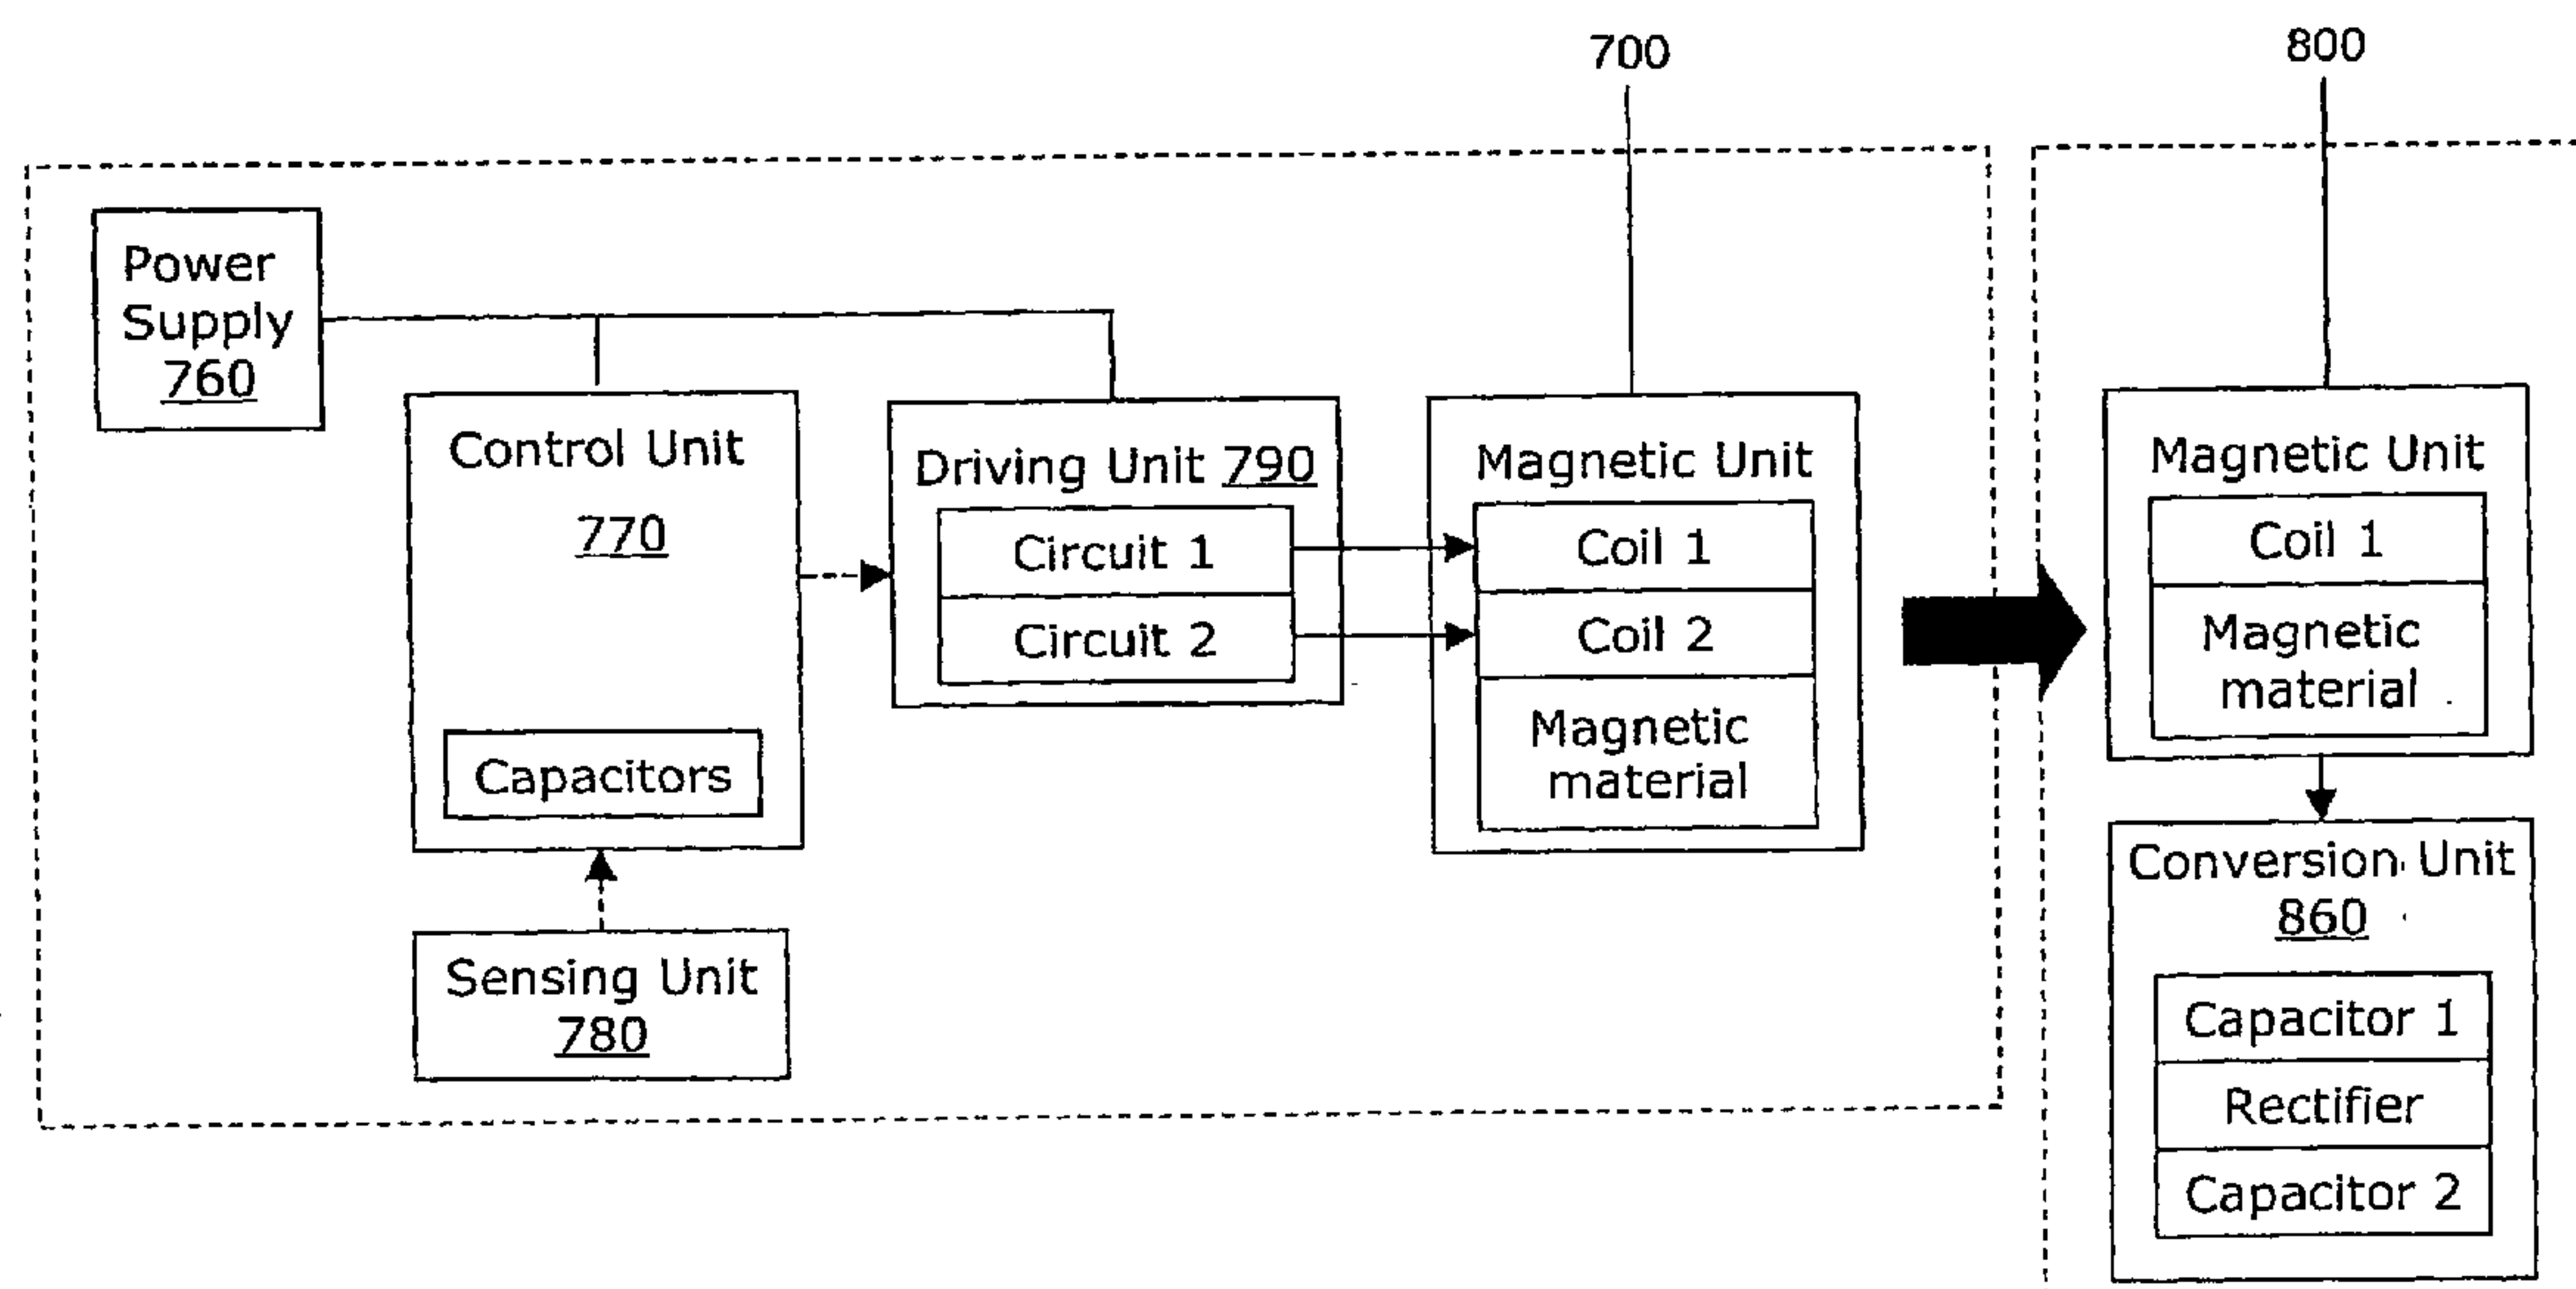 700
800
Power
Supply
760
Control Unit
770
Capacitors
Sensing Unit
780
Driving Unit 790
Circuit 1
Circuit 2
Magnetic Unit
Coil 1
Coil 2
Magnetic
material
Magnetic Unit
Coil 1
Magnetic
material
Conversion Unit
860
Capacitor 1
Rectifier
Capacitor 2